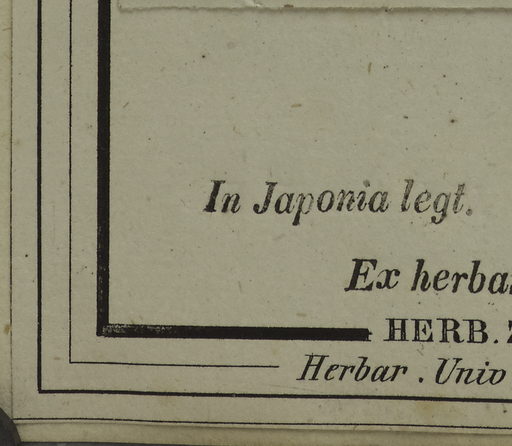 In Japonia legt.
Ex herba
HERB.
Herbar. Univ